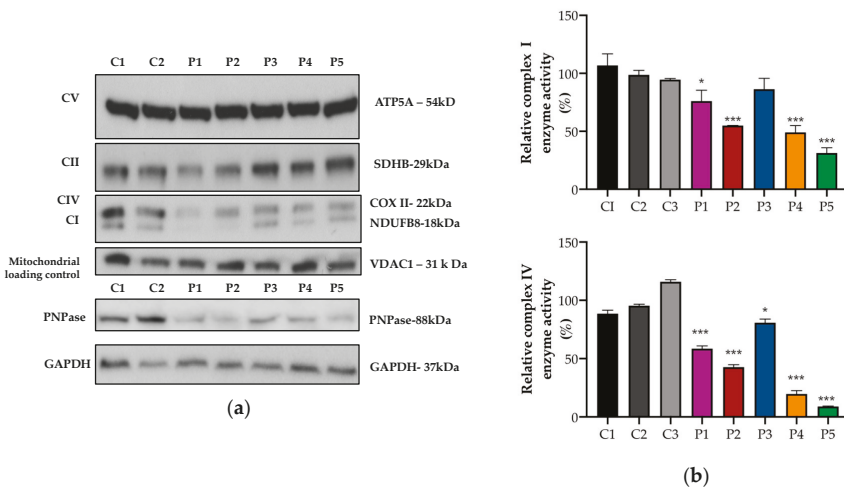 C1 C2 P1 P2 P3 P4 P5
CV ATP5A – 54kD
CII SDHB-29kDa
CIV COX II- 22kDa
CI NDUFB8-18kDa
Mitochondrial
loading control VDAC1 – 31 k Da
C1 C2 P1 P2 P3 P4 P5
PNPase PNPase-88kDa
GAPDH GAPDH- 37kDa
(a)
Relative complex I
enzyme activity
(%)
150
100
50
0
* *** *** ***
CI C2 C3 P1 P2 P3 P4 P5
Relative complex IV
enzyme activity
(%)
150
100
50
0
*** *** * *** ***
C1 C2 C3 P1 P2 P3 P4 P5
(b)